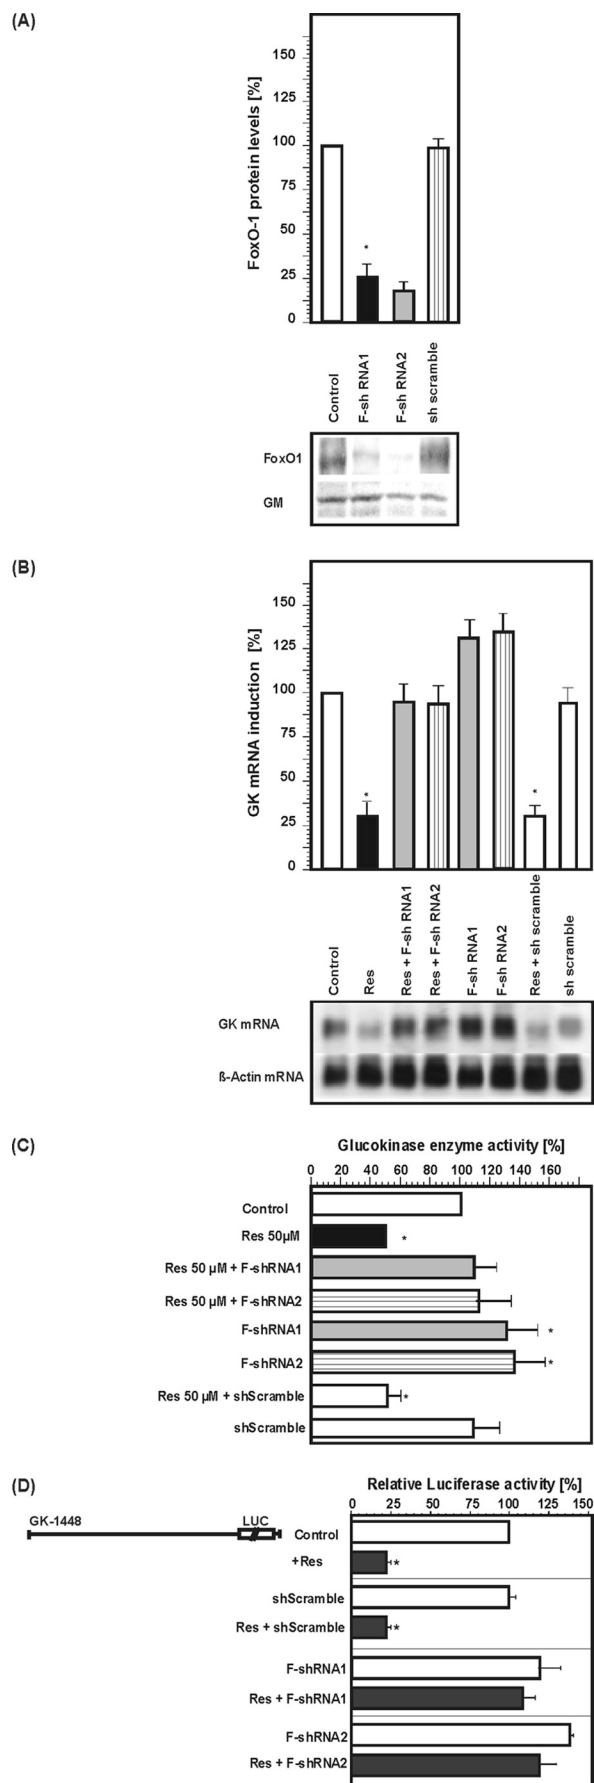 (A)
FoxO-1 protein levels [%]
150
100
75
50
25
0
*
Control
F-sh RNA1
F-sh RNA2
sh scramble
FoxO1
GM
(B)
GK mRNA induction [%]
150
125
100
75
50
25
0
*
*
Control
Res
Res + F-sh RNA1
Res + F-sh RNA2
F-sh RNA1
F-sh RNA2
Res + sh scramble
sh scramble
GK mRNA
ß-Actin mRNA
(C)
Glucokinase enzyme activity [%]
0 20 40 60 80 100 120 140 160
Control
Res 50µM *
Res 50 µM + F-shRNA1
Res 50 µM + F-shRNA2
F-shRNA1 *
F-shRNA2 *
Res 50 µM + shScramble *
shScramble
(D)
Relative Luciferase activity [%]
0 25 50 75 100 125 150
GK-1448 LUC
Control
+Res *
shScramble
Res + shScramble *
F-shRNA1
Res + F-shRNA1
F-shRNA2
Res + F-shRNA2